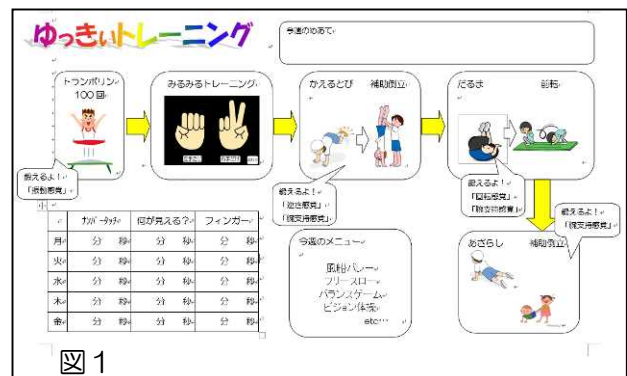 ゆっきぃトレーニング
今週のめあて
トランポリン
100回
みるみるトレーニング
かえるとび 補助倒立
だるま 前転
鍛えるよ!
「振動感覚」
鍛えるよ!
「逆さ感覚」
「腕支持感覚」
鍛えるよ!
「回転感覚」
鍛えるよ!
「腕支持感覚」
ﾅﾝﾊﾞｰﾀｯﾁ 何が見える? フィンガー
月 分 秒 分 秒 分 秒
火 分 秒 分 秒 分 秒
水 分 秒 分 秒 分 秒
木 分 秒 分 秒 分 秒
金 分 秒 分 秒 分 秒
今週のメニュー
風船バレー
フリースロー
バランスゲーム
ビジョン体操
etc…
あざらし 補助倒立
図1